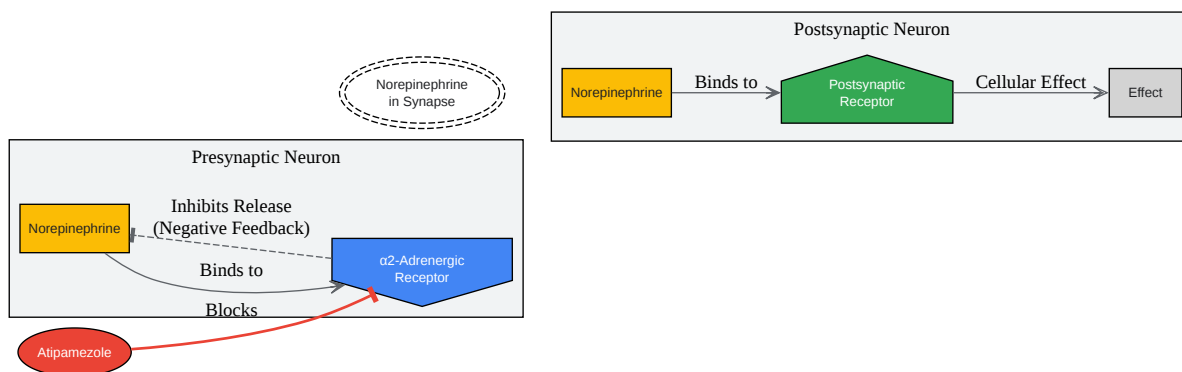 Postsynaptic Neuron
Norepinephrine
Binds to
Postsynaptic
Receptor
Cellular Effect
Effect
Norepinephrine
in Synapse
Presynaptic Neuron
Norepinephrine
Inhibits Release
(Negative Feedback)
α2-Adrenergic
Receptor
Binds to
Blocks
Atipamezole